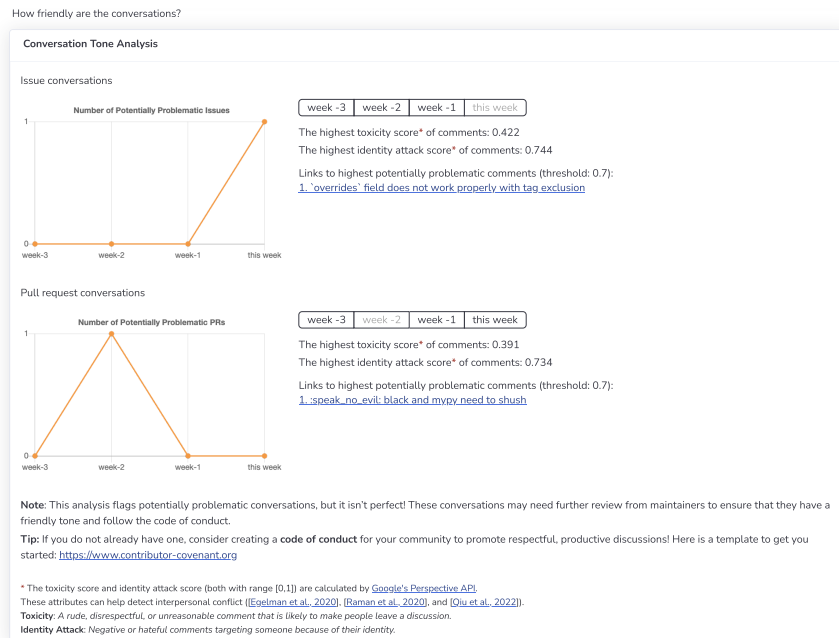 How friendly are the conversations?
Conversation Tone Analysis
Issue conversations
Number of Potentially Problematic Issues
1
0
week-3 week-2 week-1 this week
week -3 week -2 week -1 this week
The highest toxicity score* of comments: 0.422
The highest identity attack score* of comments: 0.744
Links to highest potentially problematic comments (threshold: 0.7):
1. `overrides` field does not work properly with tag exclusion
Pull request conversations
Number of Potentially Problematic PRs
1
0
week-3 week-2 week-1 this week
week -3 week -2 week -1 this week
The highest toxicity score* of comments: 0.391
The highest identity attack score* of comments: 0.734
Links to highest potentially problematic comments (threshold: 0.7):
1. :speak_no_evil: black and mypy need to shush
Note: This analysis flags potentially problematic conversations, but it isn't perfect! These conversations may need further review from maintainers to ensure that they have a
friendly tone and follow the code of conduct.
Tip: If you do not already have one, consider creating a code of conduct for your community to promote respectful, productive discussions! Here is a template to get you
started: https://www.contributor-covenant.org
* The toxicity score and identity attack score (both with range [0,1]) are calculated by Google's Perspective API.
These attributes can help detect interpersonal conflict ([Egelman et al., 2020], [Raman et al., 2020], and [Qiu et al., 2022]).
Toxicity: A rude, disrespectful, or unreasonable comment that is likely to make people leave a discussion.
Identity Attack: Negative or hateful comments targeting someone because of their identity.